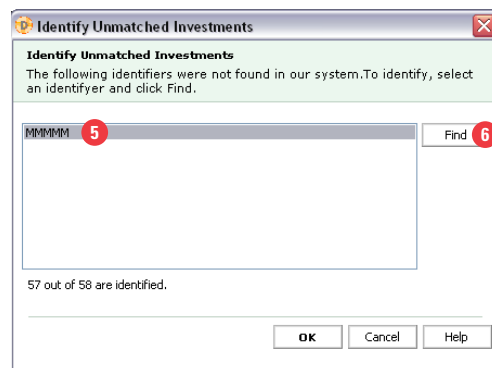 Identify Unmatched Investments
Identify Unmatched Investments
The following identifiers were not found in our system.To identify, select
an identifyer and click Find.
MMMMM 5
Find 6
57 out of 58 are identified.
OK Cancel Help